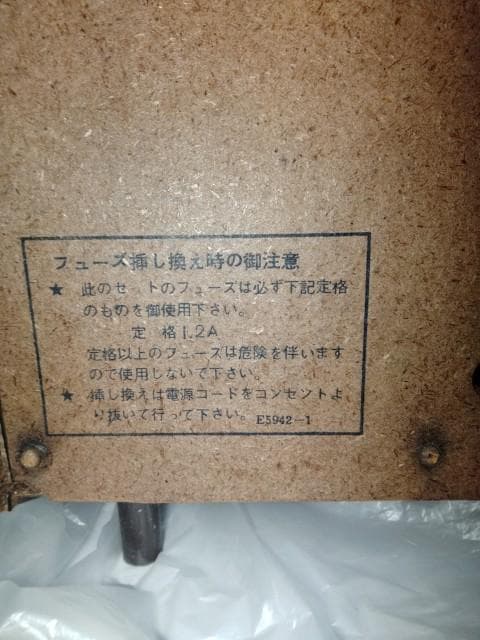 フューズ挿し換え時の御注意
★ 此のセットのフューズは必ず下記定格
のものを御使用下さい。
定 格 1.2A
定格以上のフューズは危険を伴います
ので使用しないで下さい。
★ 挿し換えは電源コードをコンセントよ
り抜いて行って下さい。 E5942-1